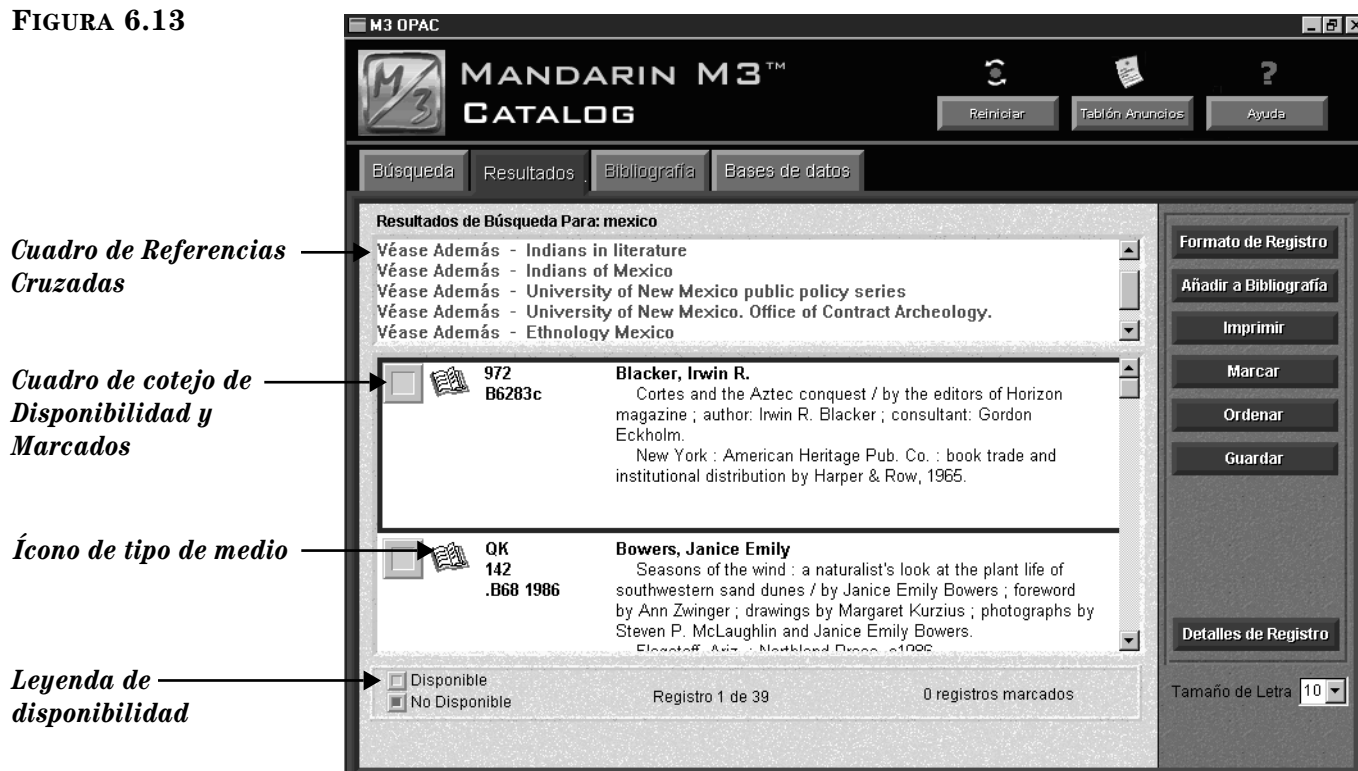 FIGURA 6.13
M3 OPAC
M/3
MANDARIN M3™
CATALOG
Reiniciar
Tablón Anuncios
?
Ayuda
Búsqueda
Resultados
Bibliografía
Bases de datos
Resultados de Búsqueda Para: mexico
Véase Además - Indians in literature
Véase Además - Indians of Mexico
Véase Además - University of New Mexico public policy series
Véase Además - University of New Mexico. Office of Contract Archeology.
Véase Además - Ethnology Mexico
Cuadro de Referencias
Cruzadas
972
B6283c
Blacker, Irwin R.
Cortes and the Aztec conquest / by the editors of Horizon
magazine ; author: Irwin R. Blacker ; consultant: Gordon
Eckholm.
New York : American Heritage Pub. Co. : book trade and
institutional distribution by Harper & Row, 1965.
Cuadro de cotejo de
Disponibilidad y
Marcados
Ícono de tipo de medio
QK
142
.B68 1986
Bowers, Janice Emily
Seasons of the wind : a naturalist's look at the plant life of
southwestern sand dunes / by Janice Emily Bowers ; foreword
by Ann Zwinger ; drawings by Margaret Kurzius ; photographs by
Steven P. McLaughlin and Janice Emily Bowers.
Flagstaff, Ariz. : Northland Press, c1986
Leyenda de
disponibilidad
Disponible
No Disponible
Registro 1 de 39
0 registros marcados
Formato de Registro
Añadir a Bibliografía
Imprimir
Marcar
Ordenar
Guardar
Detalles de Registro
Tamaño de Letra 10